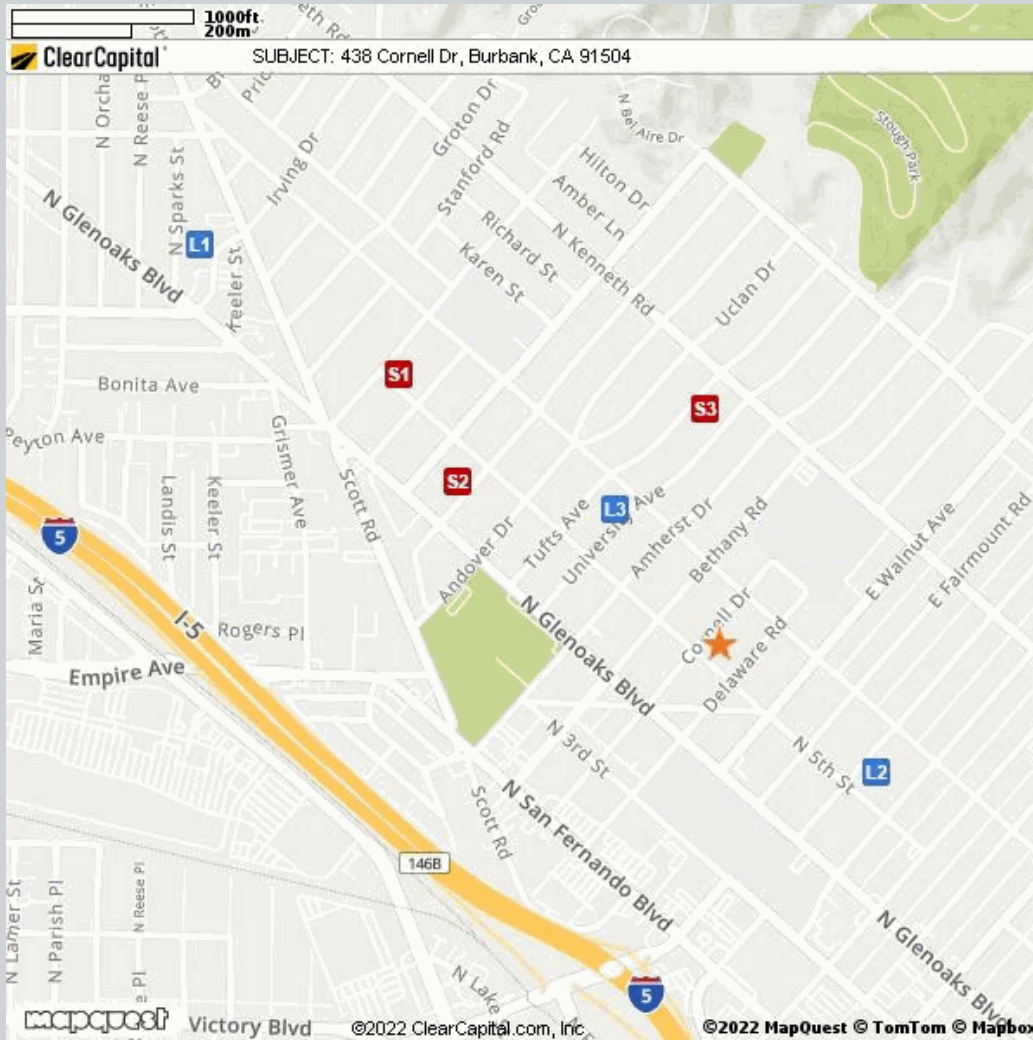 1000ft
200m
ClearCapital
SUBJECT: 438 Cornell Dr, Burbank, CA 91504
eth Rd
N Orcha
N Reese P
N Sparks St
Irving Dr
Groton Dr
Stanford Rd
N Bel Aire Dr
Hilton Dr
Amber Ln
Stough Park
N Glenoaks Blvd
L1
Keeler St
Richard St
Karen St
N Kenneth Rd
Uclan Dr
S1
Bonita Ave
S3
Peyton Ave
Grismer Ave
Scott Rd
S2
Landis St
Keeler St
L3
Tufts Ave
University Ave
Amherst Dr
Bethany Rd
E Walnut Ave
E Fairmount Rd
5
Andover Dr
Maria St
I-5
Rogers Pl
N Glenoaks Blvd
Cornell Dr
Delaware Rd
Empire Ave
N 3rd St
N 5th St
L2
Scott Rd
N San Fernando Blvd
146B
N Lamer St
N Parish Pl
N Reese Pl
N Glenoaks Blvd
e Pl
N Lake
5
mapquest
Victory Blvd
©2022 ClearCapital.com, Inc
©2022 MapQuest © TomTom © Mapbox